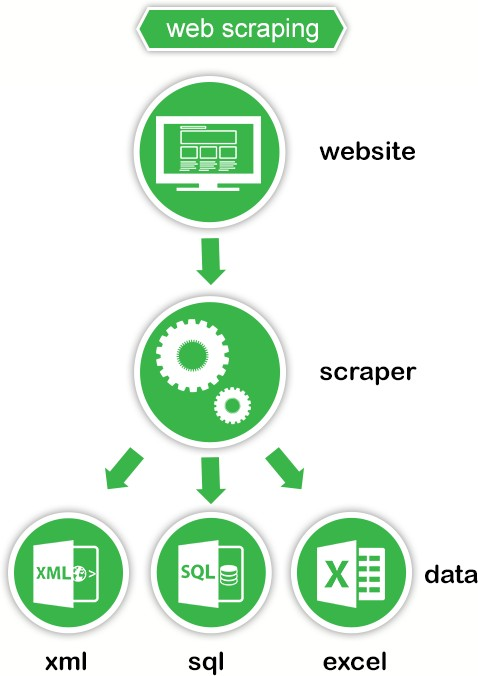 web scraping
website
scraper
XML
SQL
X
data
xml
sql
excel